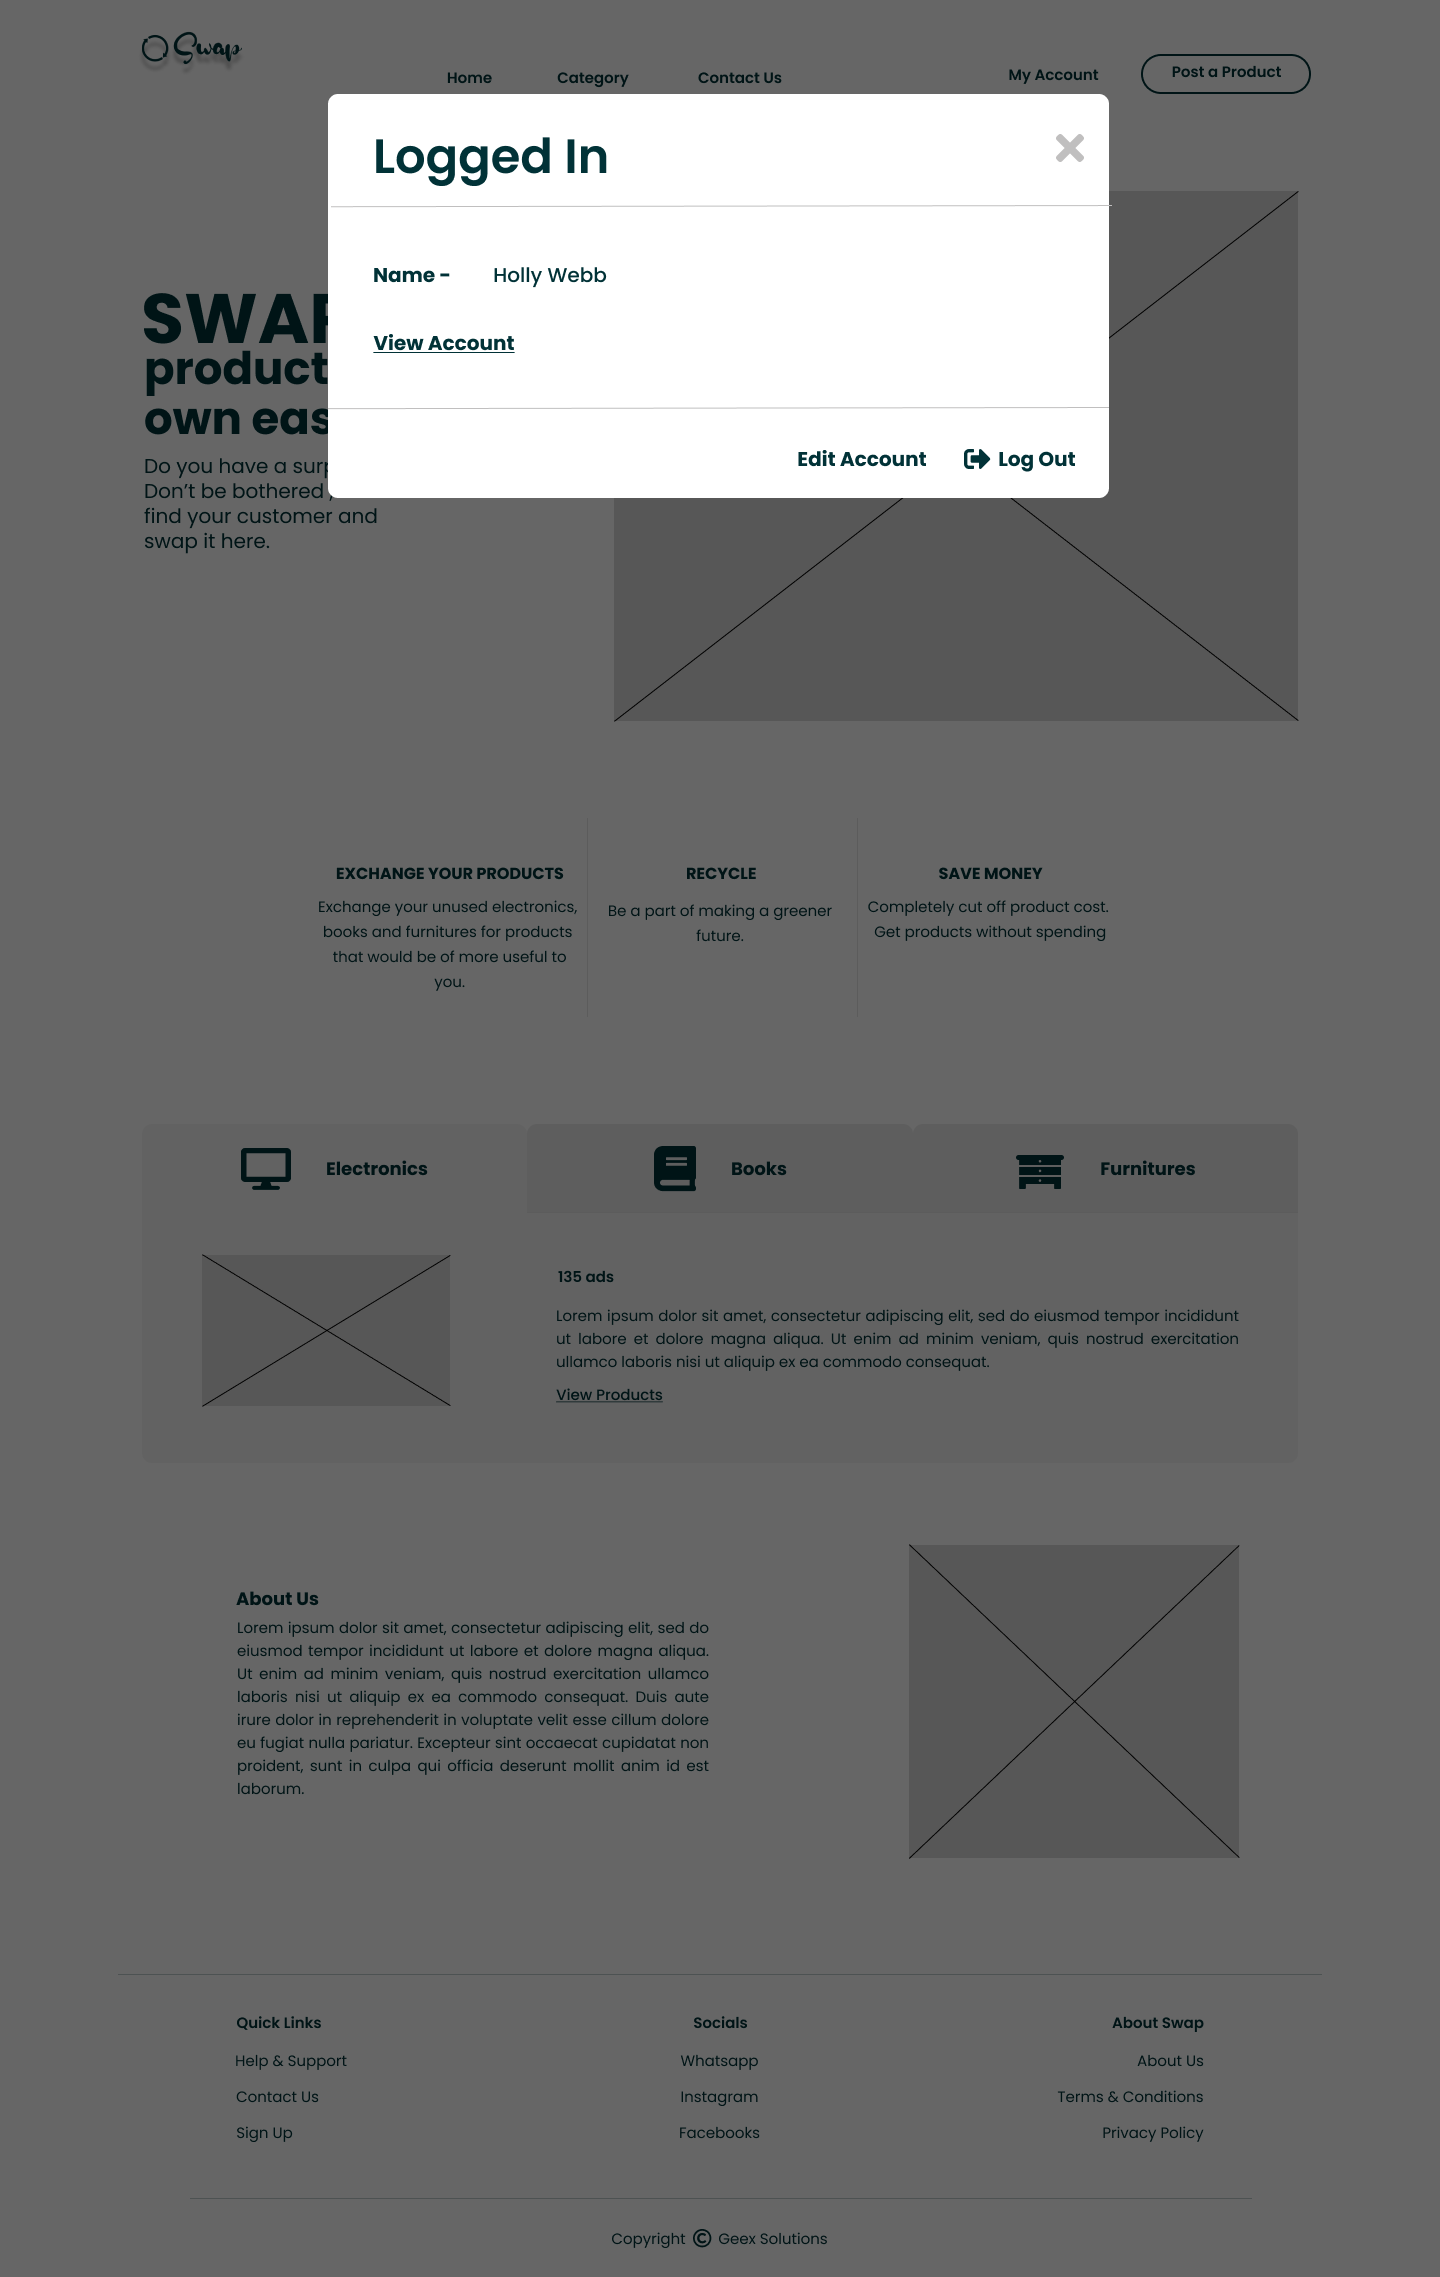 Swap
Home
Category
Contact Us
My Account
Post a Product
Logged In
Name -
Holly Webb
View Account
Edit Account
Log Out
product
own eas
Do you have a
Don’t be bothered
find your customer and
swap it here.
EXCHANGE YOUR PRODUCTS
Exchange your unused electronics,
books and furnitures for products
that would be of more useful to
you.
RECYCLE
Be a part of making a greener
future.
SAVE MONEY
Completely cut off product cost.
Get products without spending
Electronics
Books
Furnitures
135 ads
Lorem ipsum dolor sit amet, consectetur adipiscing elit, sed do eiusmod tempor incididunt
ut labore et dolore magna aliqua. Ut enim ad minim veniam, quis nostrud exercitation
ullamco laboris nisi ut aliquip ex ea commodo consequat.
View Products
About Us
Lorem ipsum dolor sit amet, consectetur adipiscing elit, sed do
eiusmod tempor incididunt ut labore et dolore magna aliqua.
Ut enim ad minim veniam, quis nostrud exercitation ullamco
laboris nisi ut aliquip ex ea commodo consequat. Duis aute
irure dolor in reprehenderit in voluptate velit esse cillum dolore
eu fugiat nulla pariatur. Excepteur sint occaecat cupidatat non
proident, sunt in culpa qui officia deserunt mollit anim id est
laborum.
Quick Links
Help & Support
Contact Us
Sign Up
Socials
Whatsapp
Instagram
Facebooks
About Swap
About Us
Terms & Conditions
Privacy Policy
Copyright © Geex Solutions